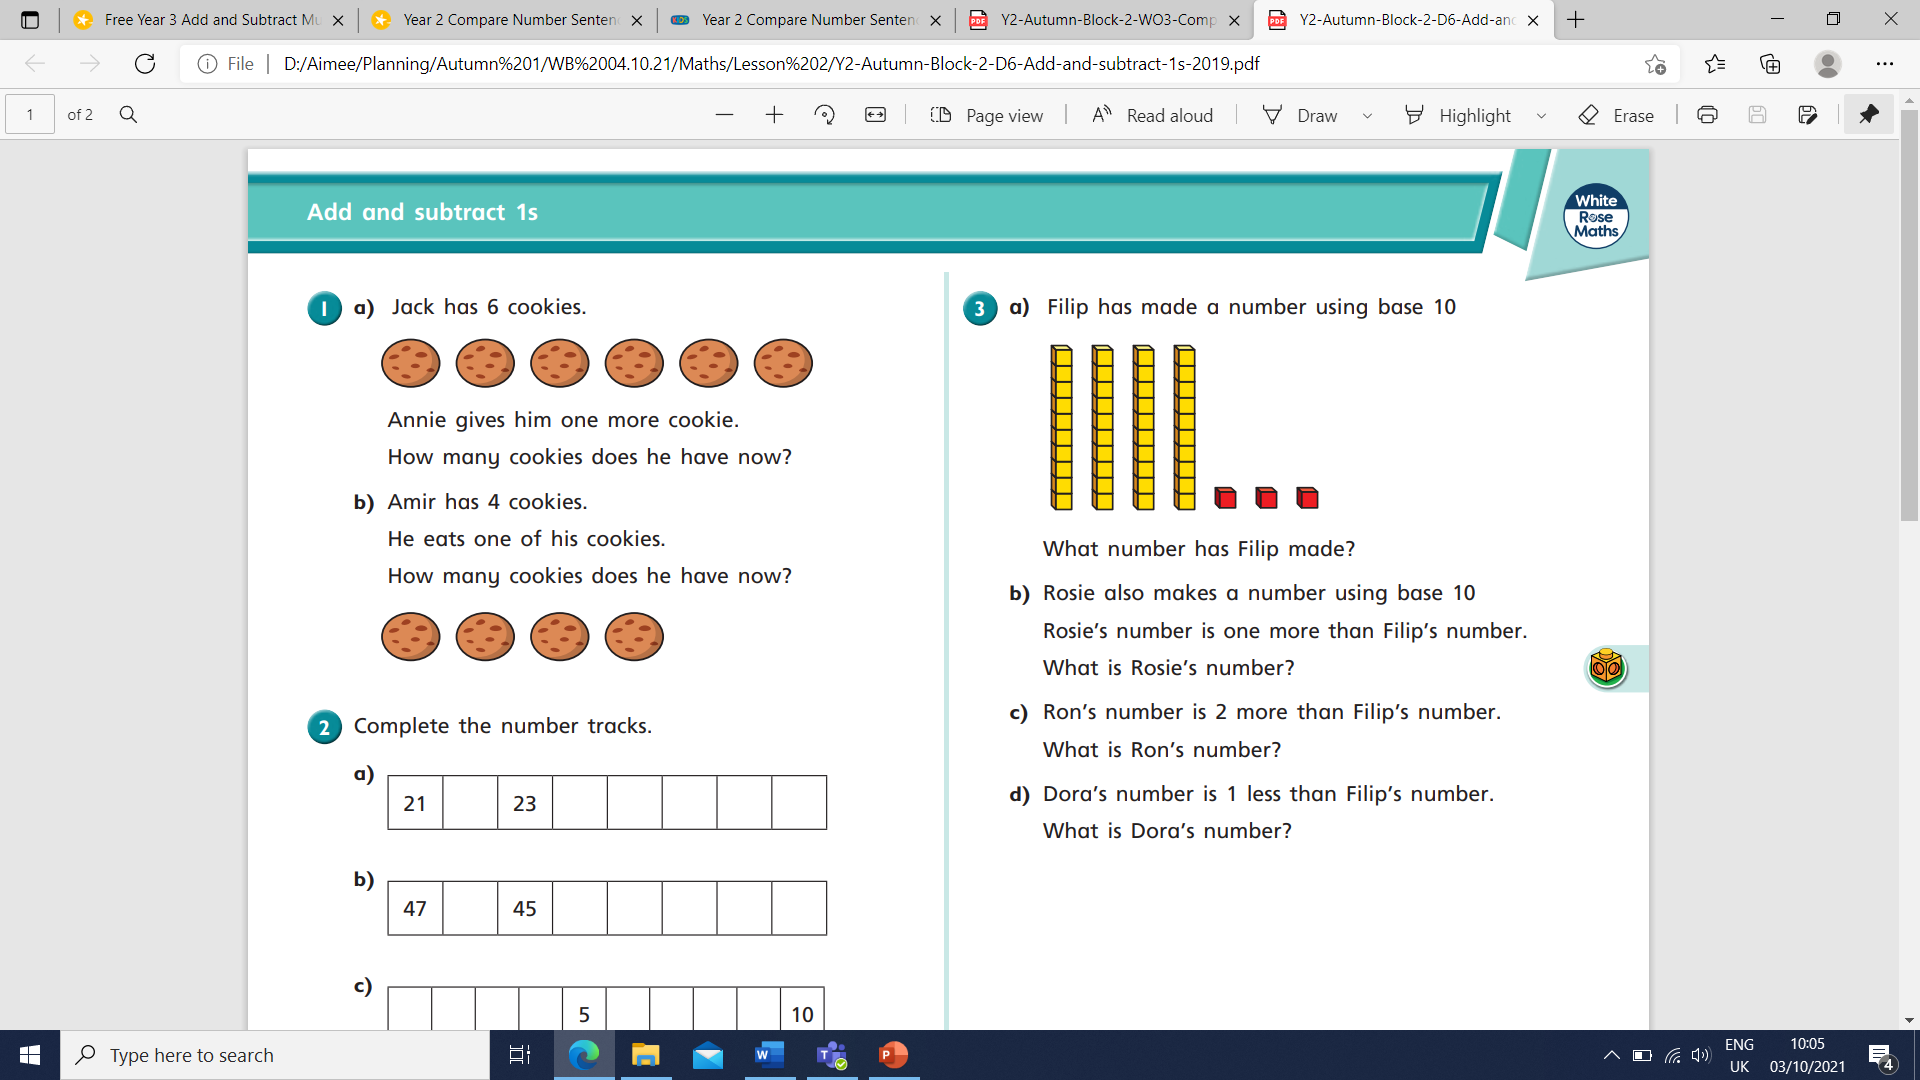 Free Year 3 Add and Subtract Mu
Year 2 Compare Number Senten
Year 2 Compare Number Senten
Y2-Autumn-Block-2-WO3-Comp
Y2-Autumn-Block-2-D6-Add-and
File
D:/Aimee/Planning/Autumn%201/WB%2004.10.21/Maths/Lesson%202/Y2-Autumn-Block-2-D6-Add-and-subtract-1s-2019.pdf
1 of 2
Page view
Read aloud
Draw
Highlight
Erase
Add and subtract 1s
White
Rose
Maths
1 a) Jack has 6 cookies.
Annie gives him one more cookie.
How many cookies does he have now?
b) Amir has 4 cookies.
He eats one of his cookies.
How many cookies does he have now?
2 Complete the number tracks.
a)
21 23
b)
47 45
c)
5 10
3 a) Filip has made a number using base 10
What number has Filip made?
b) Rosie also makes a number using base 10
Rosie's number is one more than Filip's number.
What is Rosie's number?
c) Ron's number is 2 more than Filip's number.
What is Ron's number?
d) Dora's number is 1 less than Filip's number.
What is Dora's number?
Type here to search
ENG
UK
10:05
03/10/2021
4